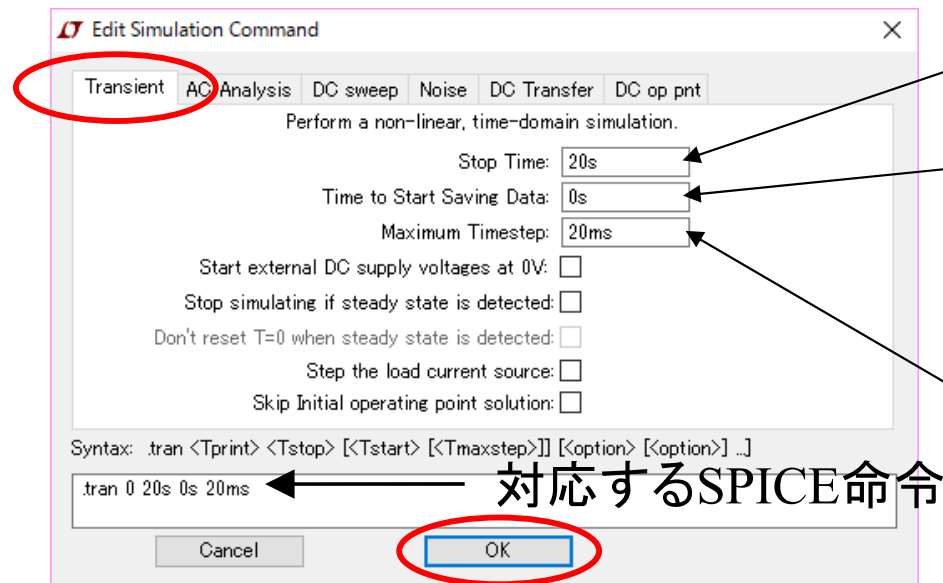 Edit Simulation Command
Transient AC Analysis DC sweep Noise DC Transfer DC op pnt
Perform a non-linear, time-domain simulation.
Stop Time: 20s
Time to Start Saving Data: 0s
Maximum Timestep: 20ms
Start external DC supply voltages at 0V:
Stop simulating if steady state is detected:
Don't reset T=0 when steady state is detected:
Step the load current source:
Skip Initial operating point solution:
Syntax: .tran <Tprint> <Tstop> [<Tstart> [<Tmaxstep>]] [<option> [<option>] ...]
.tran 0 20s 0s 20ms 対応するSPICE命令
Cancel OK